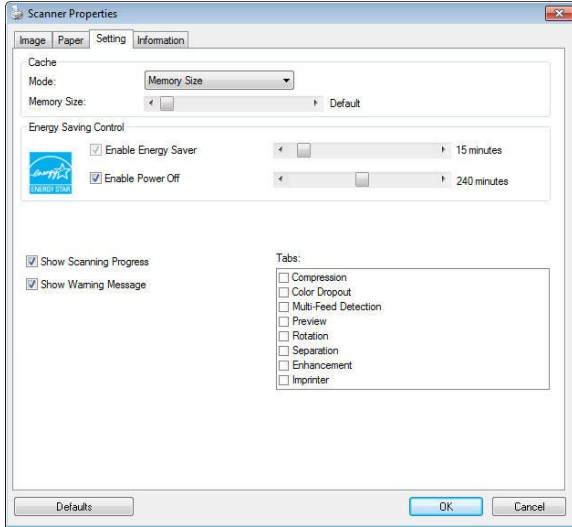 Scanner Properties
Image Paper Setting Information
Cache
Mode: Memory Size
Memory Size: Default
Energy Saving Control
Enable Energy Saver 15 minutes
energy
ENERGY STAR
Enable Power Off 240 minutes
Show Scanning Progress
Show Warning Message
Tabs:
Compression
Color Dropout
Multi-Feed Detection
Preview
Rotation
Separation
Enhancement
Imprinter
Defaults OK Cancel